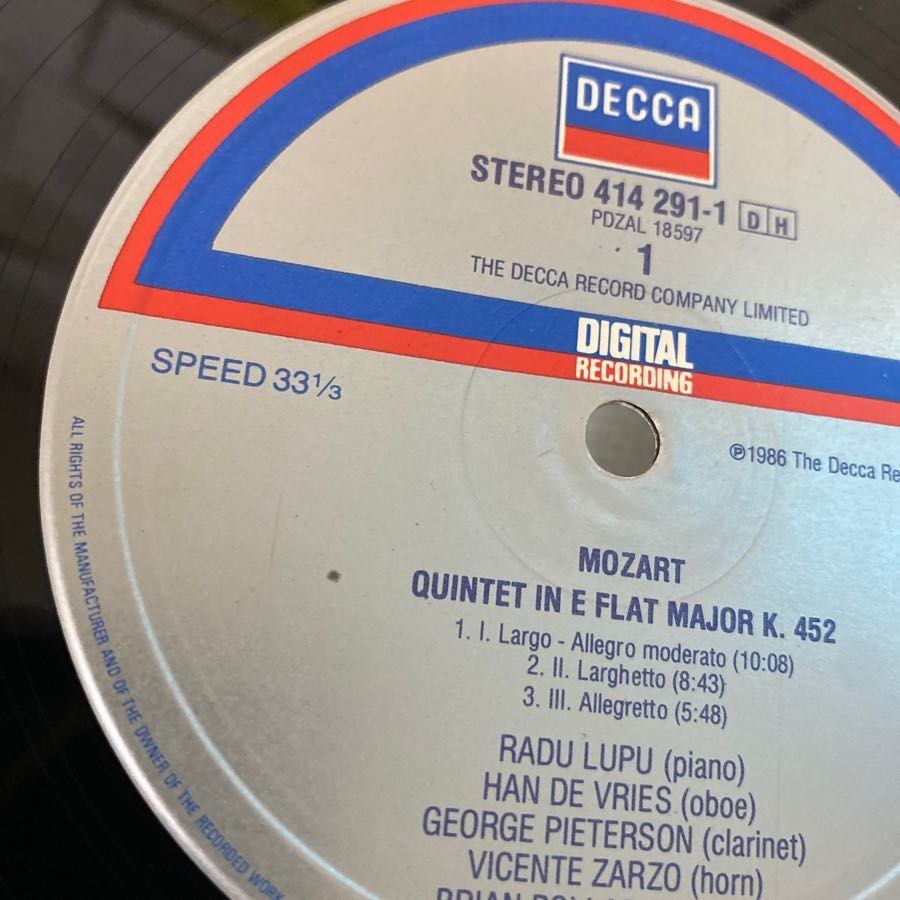 DECCA
STEREO 414 291-1 DH
PDZAL 18597
1
THE DECCA RECORD COMPANY LIMITED
DIGITAL
RECORDING
SPEED 33⅓
℗1986 The Decca
MOZART
QUINTET IN E FLAT MAJOR K. 452
1. I. Largo - Allegro moderato (10:08)
2. II. Larghetto (8:43)
3. III. Allegretto (5:48)
RADU LUPU (piano)
HAN DE VRIES (oboe)
GEORGE PIETERSON (clarinet)
VICENTE ZARZO (horn)
BRIAN
ALL RIGHTS OF THE MANUFACTURER AND OF THE OWNER OF THE RECORDED WORK